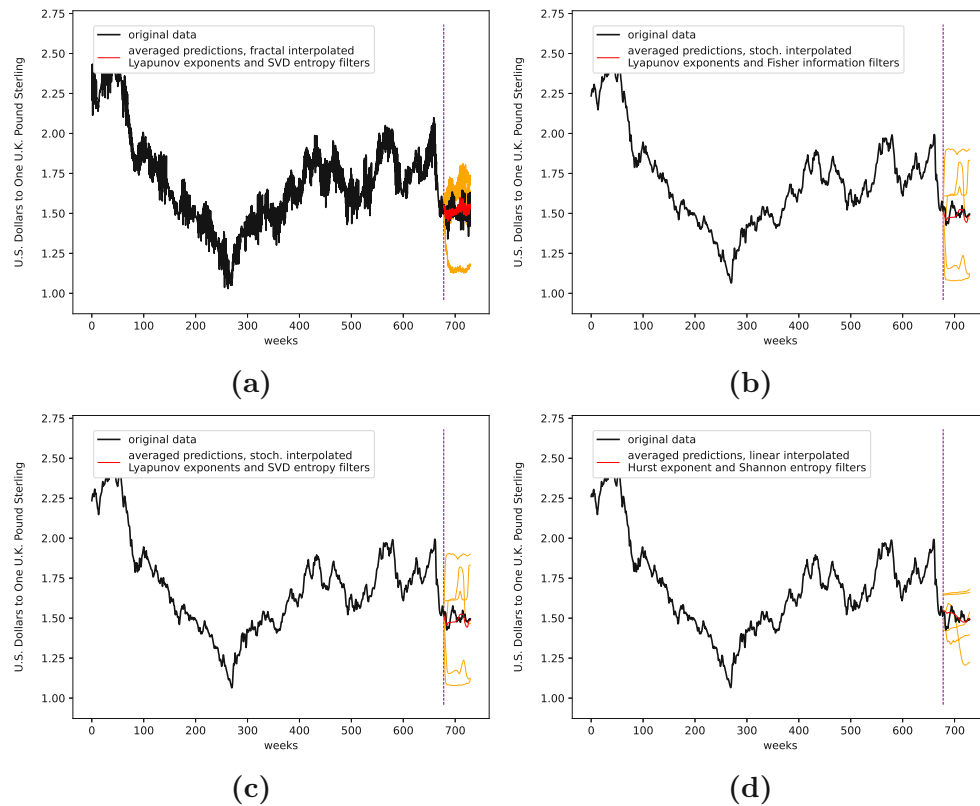 2.75
2.50
2.25
2.00
1.75
1.50
1.25
1.00
U.S. Dollars to One U.K. Pound Sterling
original data
averaged predictions, fractal interpolated
Lyapunov exponents and SVD entropy filters
0 100 200 300 400 500 600 700
weeks
(a)
2.75
2.50
2.25
2.00
1.75
1.50
1.25
1.00
U.S. Dollars to One U.K. Pound Sterling
original data
averaged predictions, stoch. interpolated
Lyapunov exponents and Fisher information filters
0 100 200 300 400 500 600 700
weeks
(b)
2.75
2.50
2.25
2.00
1.75
1.50
1.25
1.00
U.S. Dollars to One U.K. Pound Sterling
original data
averaged predictions, stoch. interpolated
Lyapunov exponents and SVD entropy filters
0 100 200 300 400 500 600 700
weeks
(c)
2.75
2.50
2.25
2.00
1.75
1.50
1.25
1.00
U.S. Dollars to One U.K. Pound Sterling
original data
averaged predictions, linear interpolated
Hurst exponent and Shannon entropy filters
0 100 200 300 400 500 600 700
weeks
(d)